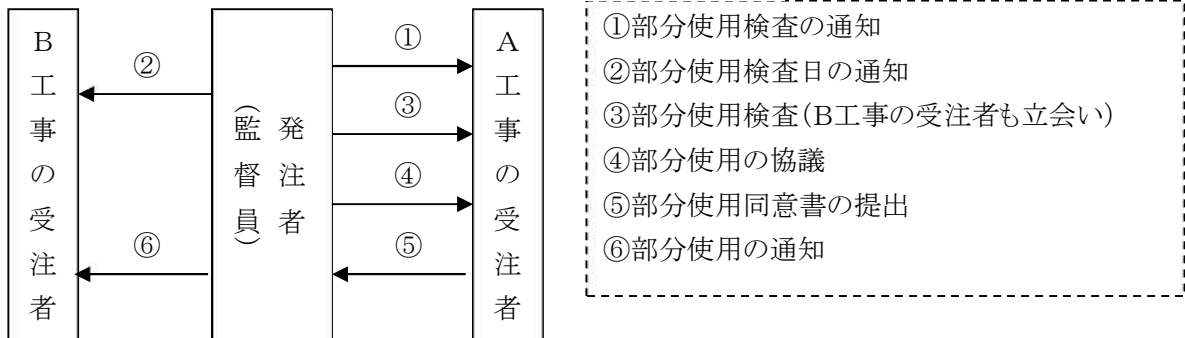 B工事の受注者
②
⑥
発注者
(監督員)
①
③
④
⑤
A工事の受注者
①部分使用検査の通知
②部分使用検査日の通知
③部分使用検査(B工事の受注者も立会い)
④部分使用の協議
⑤部分使用同意書の提出
⑥部分使用の通知